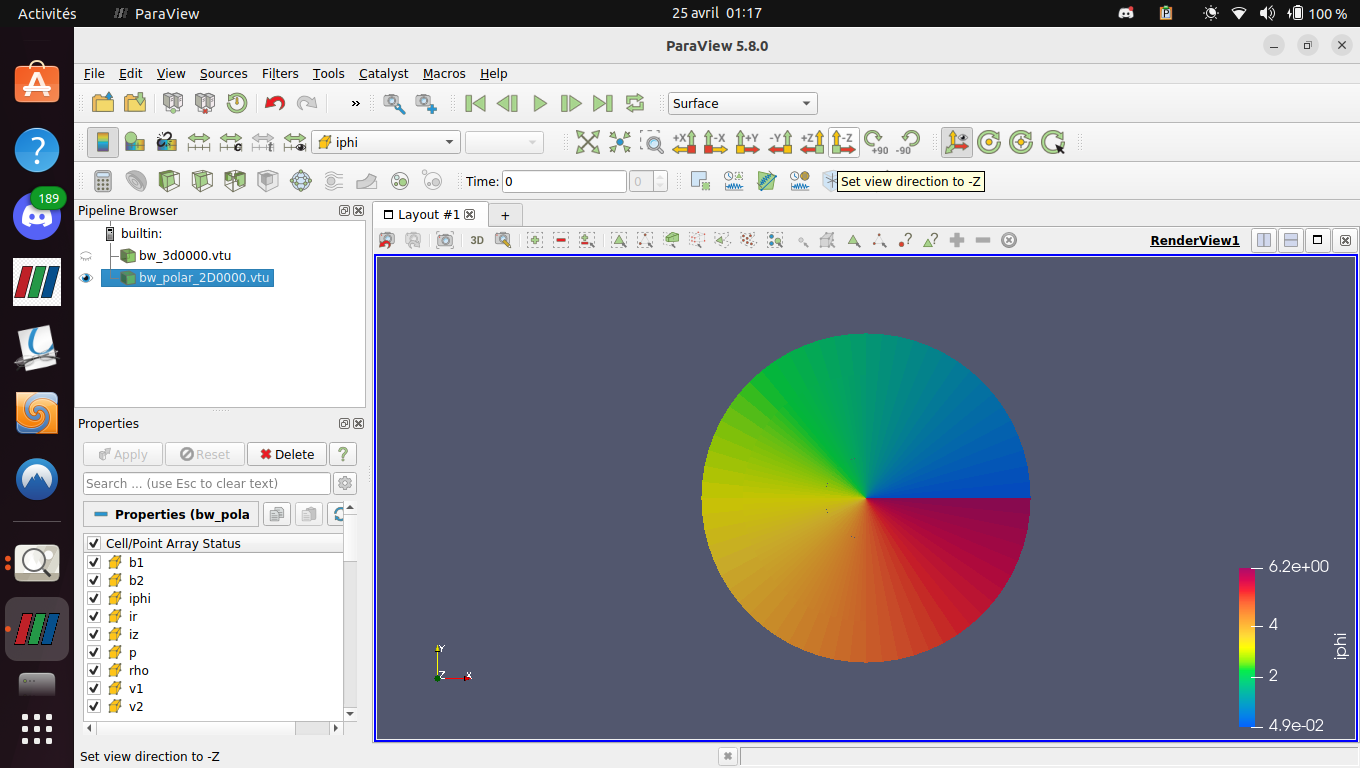 Activités
ParaView
25 avril 01:17
100 %
ParaView 5.8.0
File Edit View Sources Filters Tools Catalyst Macros Help
»
Surface
iphi
+X -X +Y -Y +Z -Z +90 -90
Time: 0
0
Set view direction to -Z
189
Pipeline Browser
builtin:
bw_3d0000.vtu
bw_polar_2D0000.vtu
Layout #1
+
3D
RenderView1
Properties
Apply
Reset
Delete
?
Search ... (use Esc to clear text)
Properties (bw_pola
Cell/Point Array Status
b1
b2
iphi
ir
iz
p
rho
v1
v2
Y
Z
X
6.2e+00
4
2
4.9e-02
iphi
Set view direction to -Z